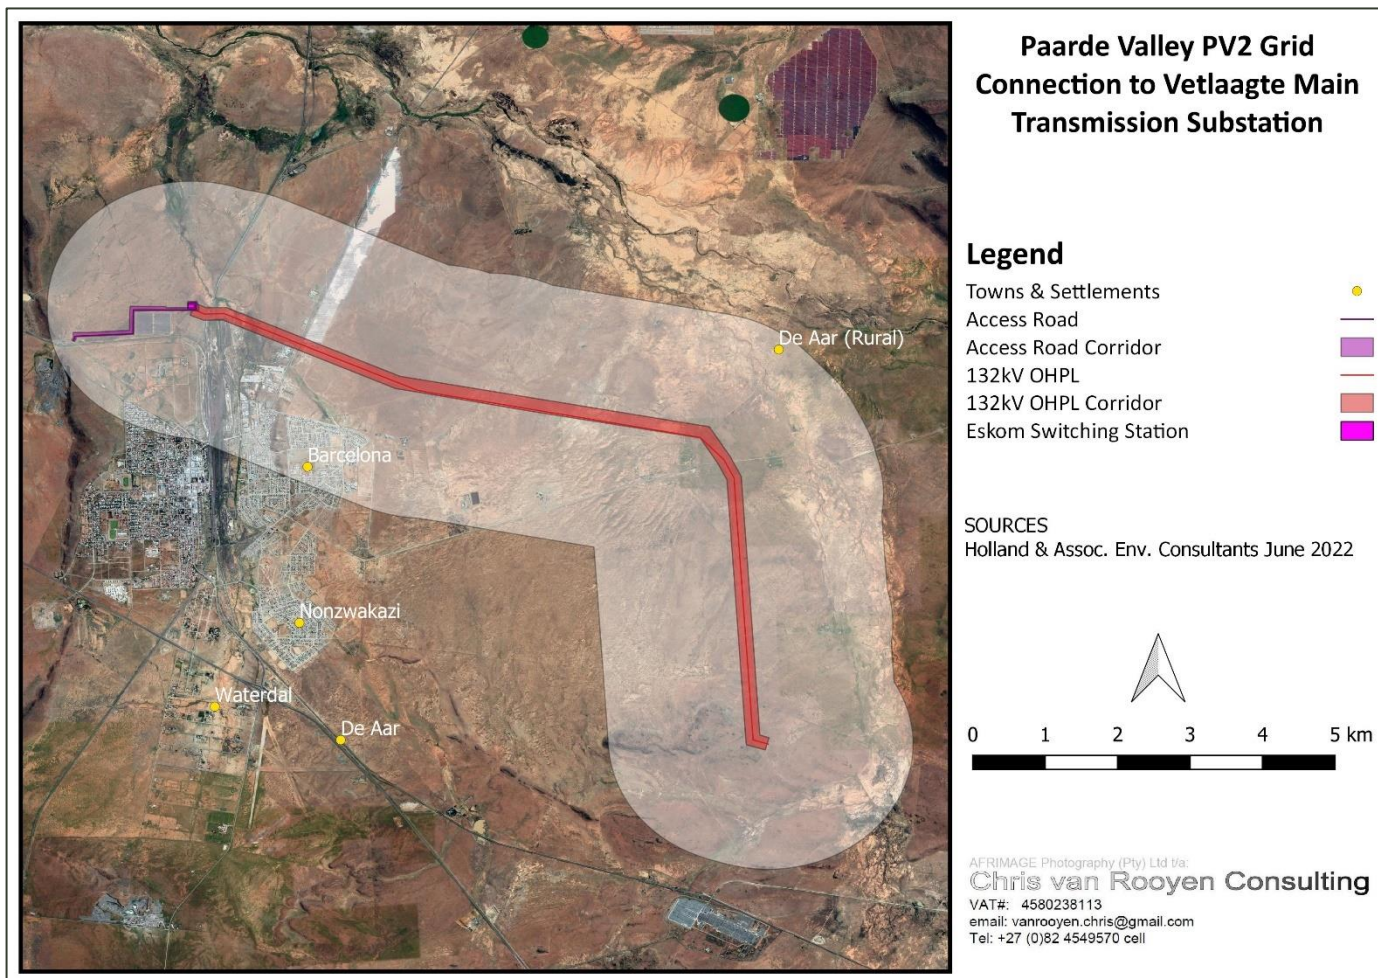 Paarde Valley PV2 Grid
Connection to Vetlaagte Main
Transmission Substation
Legend
Towns & Settlements
Access Road
Access Road Corridor
132kV OHPL
132kV OHPL Corridor
Eskom Switching Station
SOURCES
Holland & Assoc. Env. Consultants June 2022
0 1 2 3 4 5 km
AFRIMAGE Photography (Pty) Ltd t/a:
Chris van Rooyen Consulting
VAT#: 4580238113
email: vanrooyen.chris@gmail.com
Tel: +27 (0)82 4549570 cell
De Aar (Rural)
Barcelona
Nonzwakazi
Waterdal
De Aar